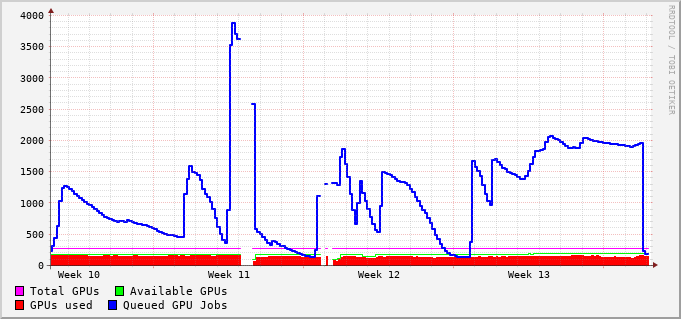 4000
3500
3000
2500
2000
1500
1000
500
0
Week 10 Week 11 Week 12 Week 13
Total GPUs Available GPUs
GPUs used Queued GPU Jobs
RRDTOOL / TOBI OETIKER